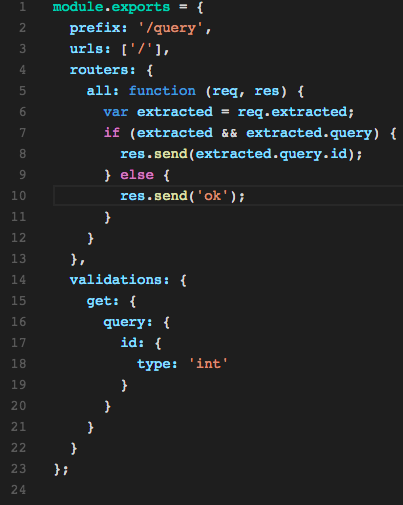 1 module.exports = {
2   prefix: '/query',
3   urls: ['/'],
4   routers: {
5     all: function (req, res) {
6       var extracted = req.extracted;
7       if (extracted && extracted.query) {
8         res.send(extracted.query.id);
9       } else {
10         res.send('ok');
11       }
12     }
13   },
14   validations: {
15     get: {
16       query: {
17         id: {
18           type: 'int'
19         }
20       }
21     }
22   }
23 };
24